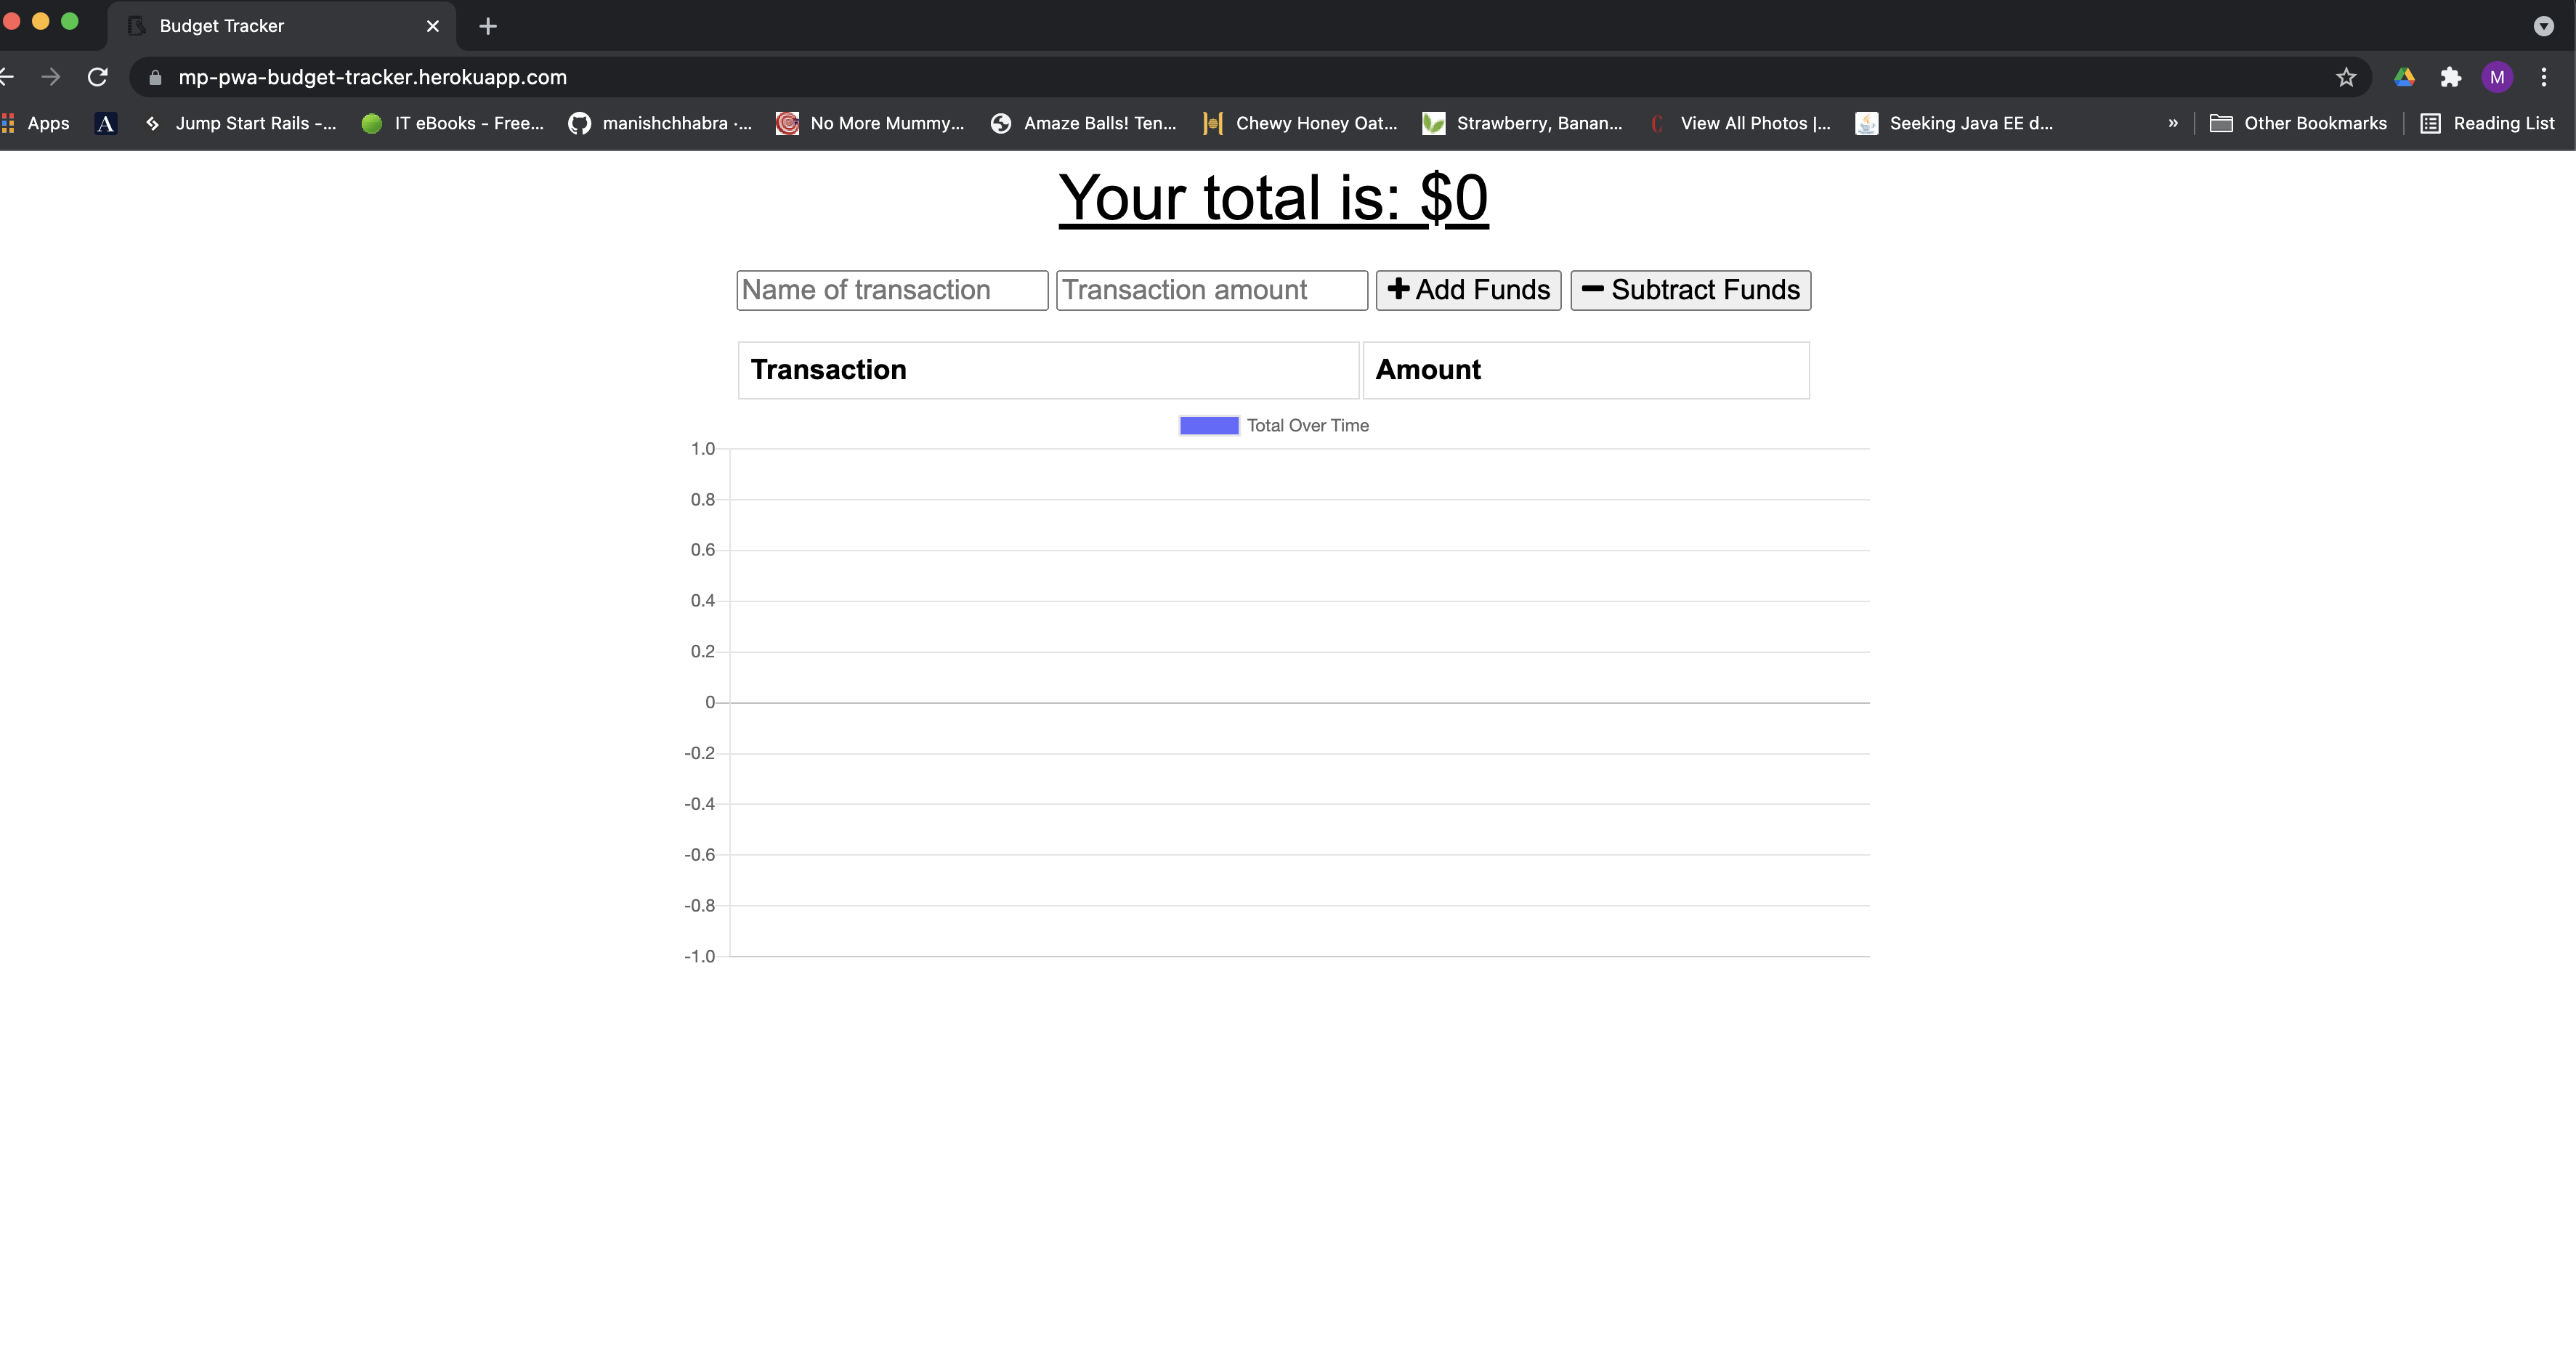 Budget Tracker
mp-pwa-budget-tracker.herokuapp.com
M
Apps A Jump Start Rails -... IT eBooks - Free... manishchhabra ·... No More Mummy... Amaze Balls! Ten... Chewy Honey Oat... Strawberry, Banan... View All Photos |... Seeking Java EE d... » Other Bookmarks Reading List
Your total is: $0
Name of transaction Transaction amount Add Funds Subtract Funds
Transaction Amount
Total Over Time
1.0
0.8
0.6
0.4
0.2
0
-0.2
-0.4
-0.6
-0.8
-1.0